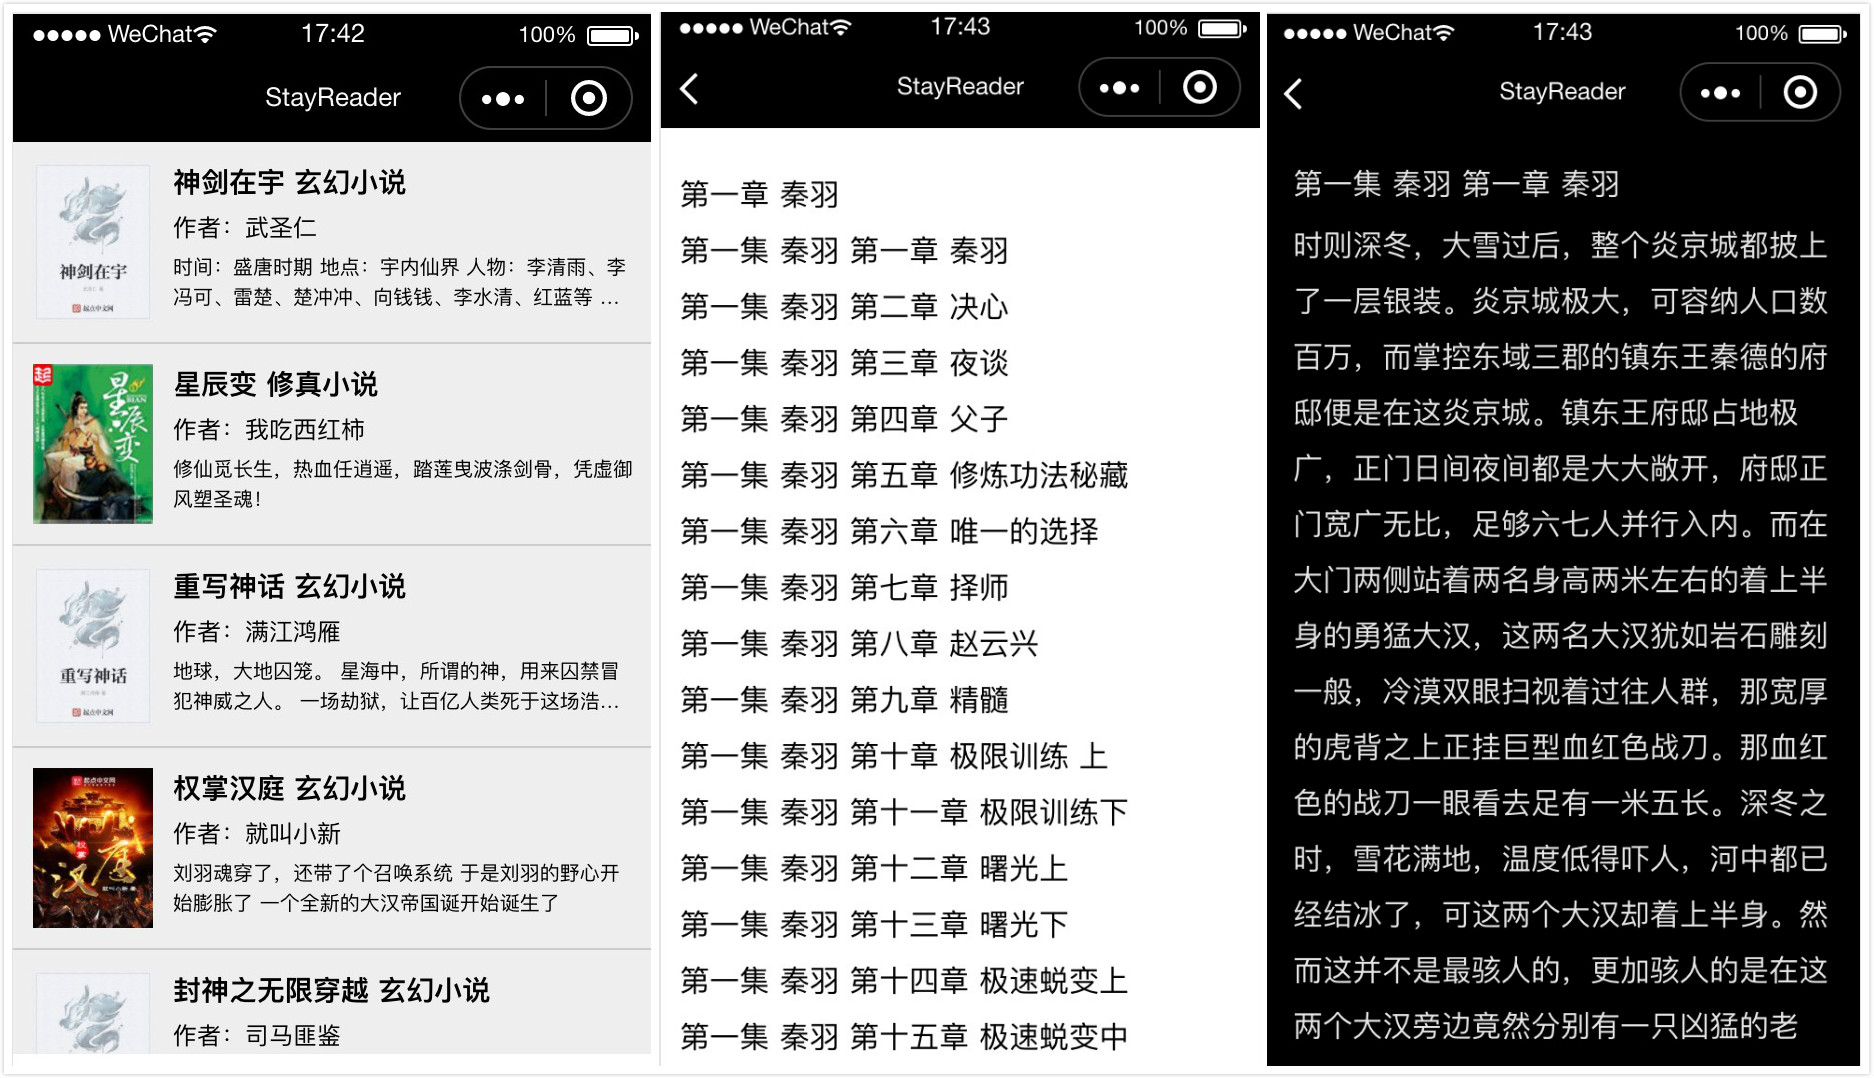 ●●●●● WeChat 17:42 100%
StayReader
神剑在宇
起点中文网
神剑在宇 玄幻小说
作者：武圣仁
时间：盛唐时期 地点：宇内仙界 人物：李清雨、李
冯可、雷楚、楚冲冲、向钱钱、李水清、红蓝等 ...
起
星辰变
BIAN
星辰变 修真小说
作者：我吃西红柿
修仙觅长生，热血任逍遥，踏莲曳波涤剑骨，凭虚御
风塑圣魂！
重写神话
起点中文网
重写神话 玄幻小说
作者：满江鸿雁
地球，大地囚笼。 星海中，所谓的神，用来囚禁冒
犯神威之人。 一场劫狱，让百亿人类死于这场浩...
起点中文网
权掌
汉庭
就叫小新 著
权掌汉庭 玄幻小说
作者：就叫小新
刘羽魂穿了，还带了个召唤系统 于是刘羽的野心开
始膨胀了 一个全新的大汉帝国诞开始诞生了
封神之无限穿越 玄幻小说
作者：司马匪鉴
●●●●● WeChat 17:43 100%
StayReader
第一章 秦羽
第一集 秦羽 第一章 秦羽
第一集 秦羽 第二章 决心
第一集 秦羽 第三章 夜谈
第一集 秦羽 第四章 父子
第一集 秦羽 第五章 修炼功法秘藏
第一集 秦羽 第六章 唯一的选择
第一集 秦羽 第七章 择师
第一集 秦羽 第八章 赵云兴
第一集 秦羽 第九章 精髓
第一集 秦羽 第十章 极限训练 上
第一集 秦羽 第十一章 极限训练下
第一集 秦羽 第十二章 曙光上
第一集 秦羽 第十三章 曙光下
第一集 秦羽 第十四章 极速蜕变上
第一集 秦羽 第十五章 极速蜕变中
●●●●● WeChat 17:43 100%
StayReader
第一集 秦羽 第一章 秦羽
时则深冬，大雪过后，整个炎京城都披上
了一层银装。炎京城极大，可容纳人口数
百万，而掌控东域三郡的镇东王秦德的府
邸便是在这炎京城。镇东王府邸占地极
广，正门日间夜间都是大大敞开，府邸正
门宽广无比，足够六七人并行入内。而在
大门两侧站着两名身高两米左右的着上半
身的勇猛大汉，这两名大汉犹如岩石雕刻
一般，冷漠双眼扫视着过往人群，那宽厚
的虎背之上正挂巨型血红色战刀。那血红
色的战刀一眼看去足有一米五长。深冬之
时，雪花满地，温度低得吓人，河中都已
经结冰了，可这两个大汉却着上半身。然
而这并不是最骇人的，更加骇人的是在这
两个大汉旁边竟然分别有一只凶猛的老